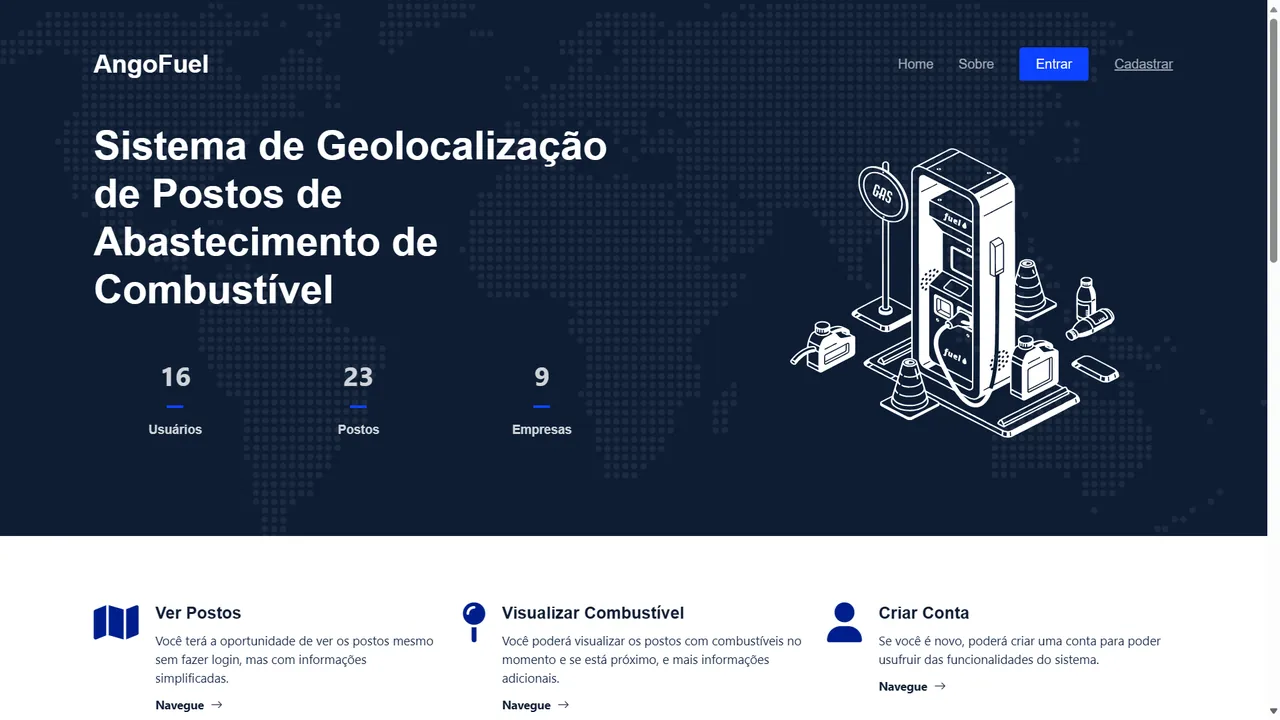 AngoFuel
Home
Sobre
Entrar
Cadastrar
Sistema de Geolocalização
de Postos de
Abastecimento de
Combustível
16
23
9
Usuários
Postos
Empresas
GAS
fuel
fuel
Ver Postos
Você terá a oportunidade de ver os postos mesmo
sem fazer login, mas com informações
simplificadas.
Navegue
Visualizar Combustível
Você poderá visualizar os postos com combustíveis no
momento e se está próximo, e mais informações
adicionais.
Navegue
Criar Conta
Se você é novo, poderá criar uma conta para poder
usufruir das funcionalidades do sistema.
Navegue